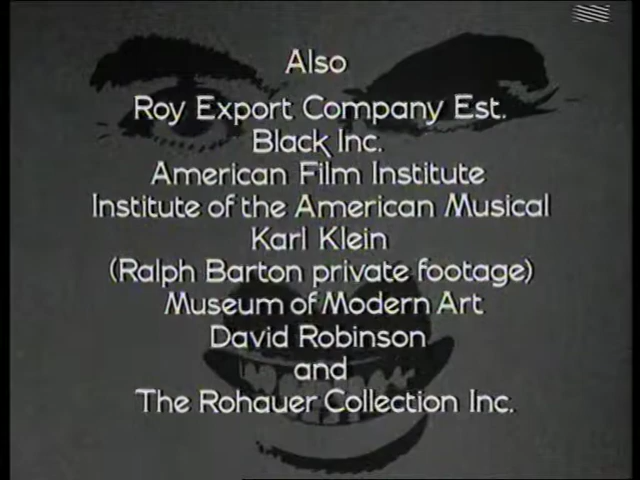 Also
Roy Export Company Est.
Black Inc.
American Film Institute
Institute of the American Musical
Karl Klein
(Ralph Barton private footage)
Museum of Modern Art
David Robinson
and
The Rohauer Collection Inc.